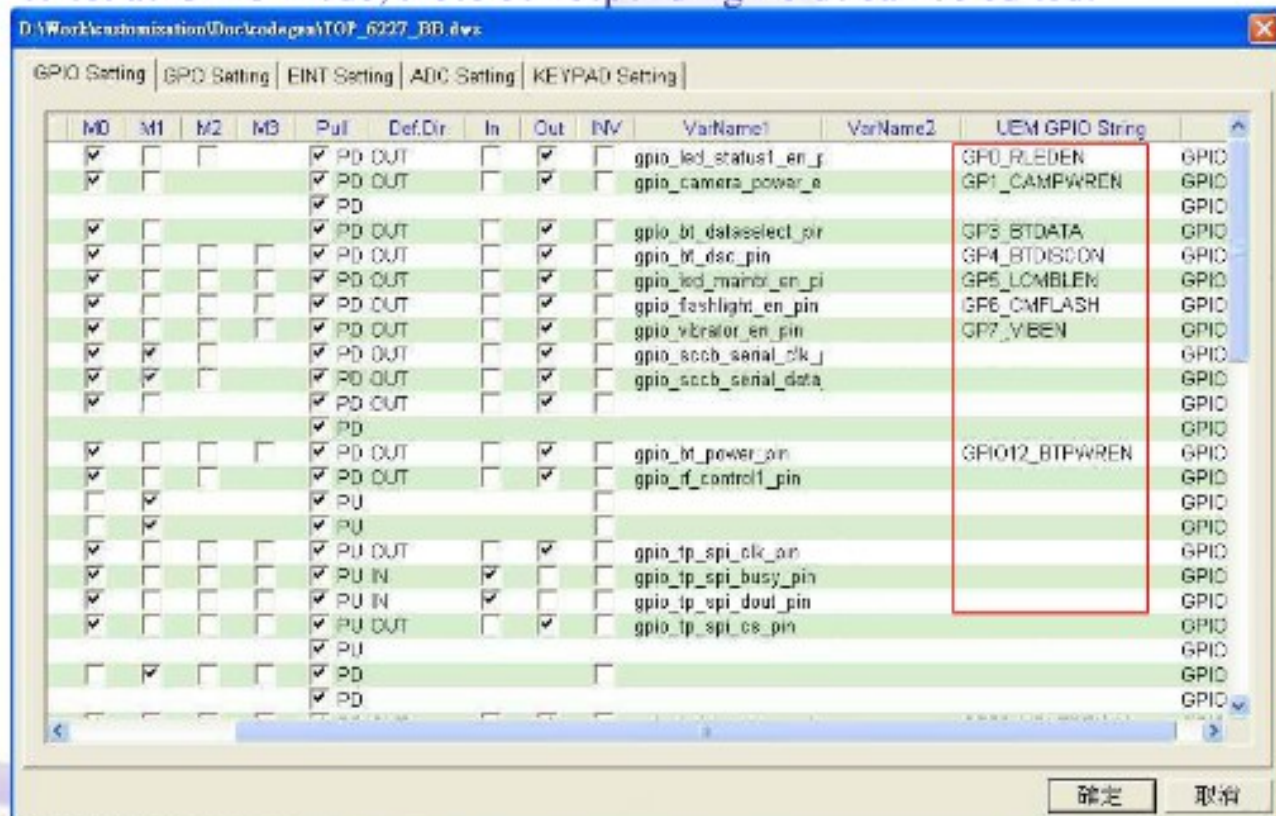 D:\Work\customization\Doc\codegen\TOP_6227_BB.dws
GPIO Setting GPO Setting EINT Setting ADC Setting KEYPAD Setting
M0 M1 M2 M3 Pull Def.Dir In Out INV VarName1 VarName2 UEM GPIO String
PD OUT gpio_led_status1_en_p GP0_RLEDEN GPIO
PD OUT gpio_camera_power_e GP1_CAMPWREN GPIO
PD GPIO
PD OUT gpio_bt_dataselect_pin GP3_BTDATA GPIO
PD OUT gpio_bt_dsc_pin GP4_BTDISCON GPIO
PD OUT gpio_led_mainbl_en_pi GP5_LCMBLEN GPIO
PD OUT gpio_flashlight_en_pin GP6_CMFLASH GPIO
PD OUT gpio_vibrator_en_pin GP7_VIBEN GPIO
PD OUT gpio_sccb_serial_clk_p GPIO
PD OUT gpio_sccb_serial_data_ GPIO
PD OUT GPIO
PD GPIO
PD OUT gpio_bt_power_pin GPIO12_BTPWREN GPIO
PD OUT gpio_rf_control1_pin GPIO
PU GPIO
PU GPIO
PU OUT gpio_tp_spi_clk_pin GPIO
PU IN gpio_tp_spi_busy_pin GPIO
PU IN gpio_tp_spi_dout_pin GPIO
PU OUT gpio_tp_spi_cs_pin GPIO
PU GPIO
PD GPIO
PD GPIO
確定 取消